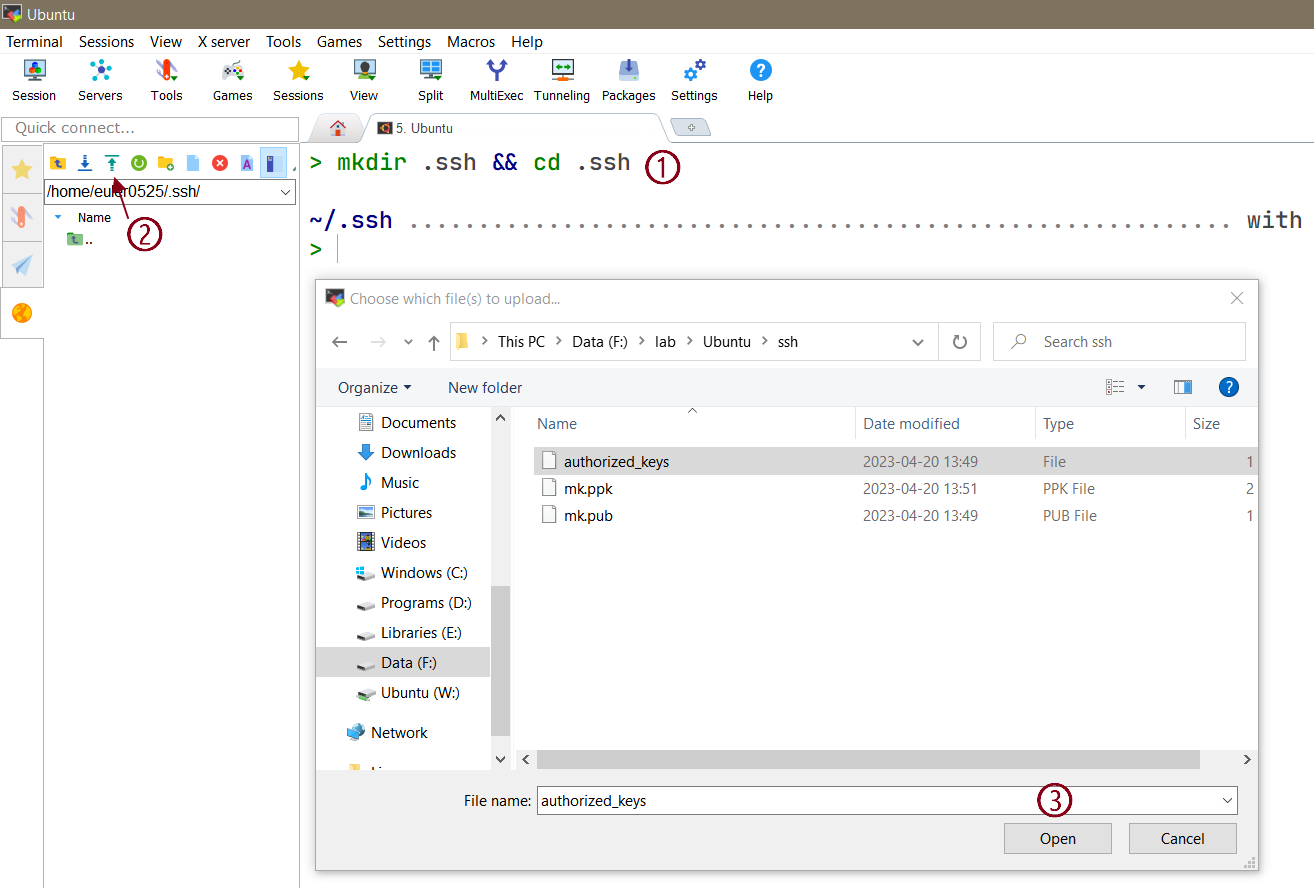 Ubuntu
Terminal Sessions View X server Tools Games Settings Macros Help
Session Servers Tools Games Sessions View Split MultiExec Tunneling Packages Settings Help
Quick connect...
5. Ubuntu
> mkdir .ssh && cd .ssh ①
/home/euler0525/.ssh/
Name
②
..
~/.ssh ............................................................ with
>
Choose which file(s) to upload...
This PC > Data (F:) > lab > Ubuntu > ssh
Search ssh
Organize New folder
Name Date modified Type Size
Documents
Downloads
Music
Pictures
Videos
Windows (C:)
Programs (D:)
Libraries (E:)
Data (F:)
Ubuntu (W:)
Network
authorized_keys 2023-04-20 13:49 File 1
mk.ppk 2023-04-20 13:51 PPK File 2
mk.pub 2023-04-20 13:49 PUB File 1
File name: authorized_keys
③
Open Cancel